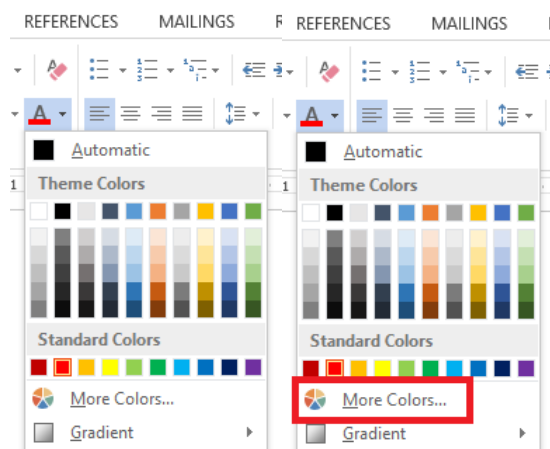 REFERENCES MAILINGS R
A
Automatic
Theme Colors
Standard Colors
More Colors...
Gradient
REFERENCES MAILINGS
A
1
Automatic
Theme Colors
Standard Colors
More Colors...
Gradient